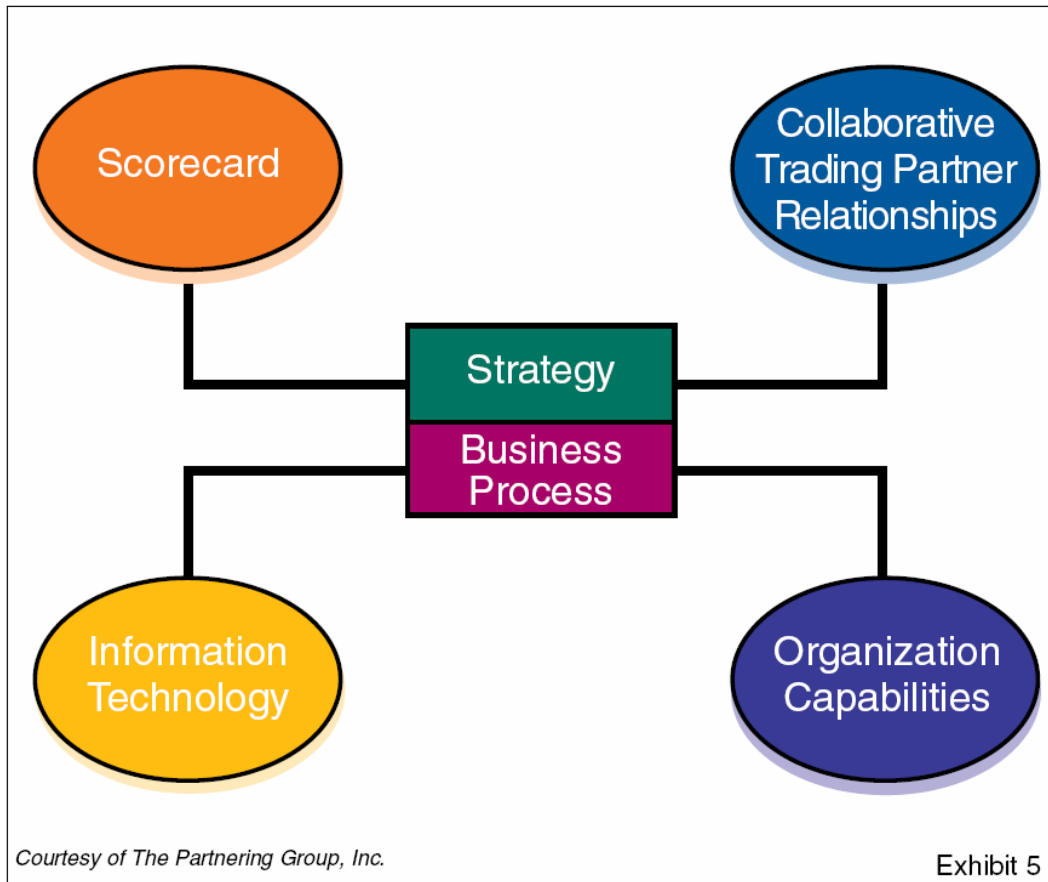 Scorecard
Collaborative
Trading Partner
Relationships
Strategy
Business
Process
Information
Technology
Organization
Capabilities
Courtesy of The Partnering Group, Inc.
Exhibit 5